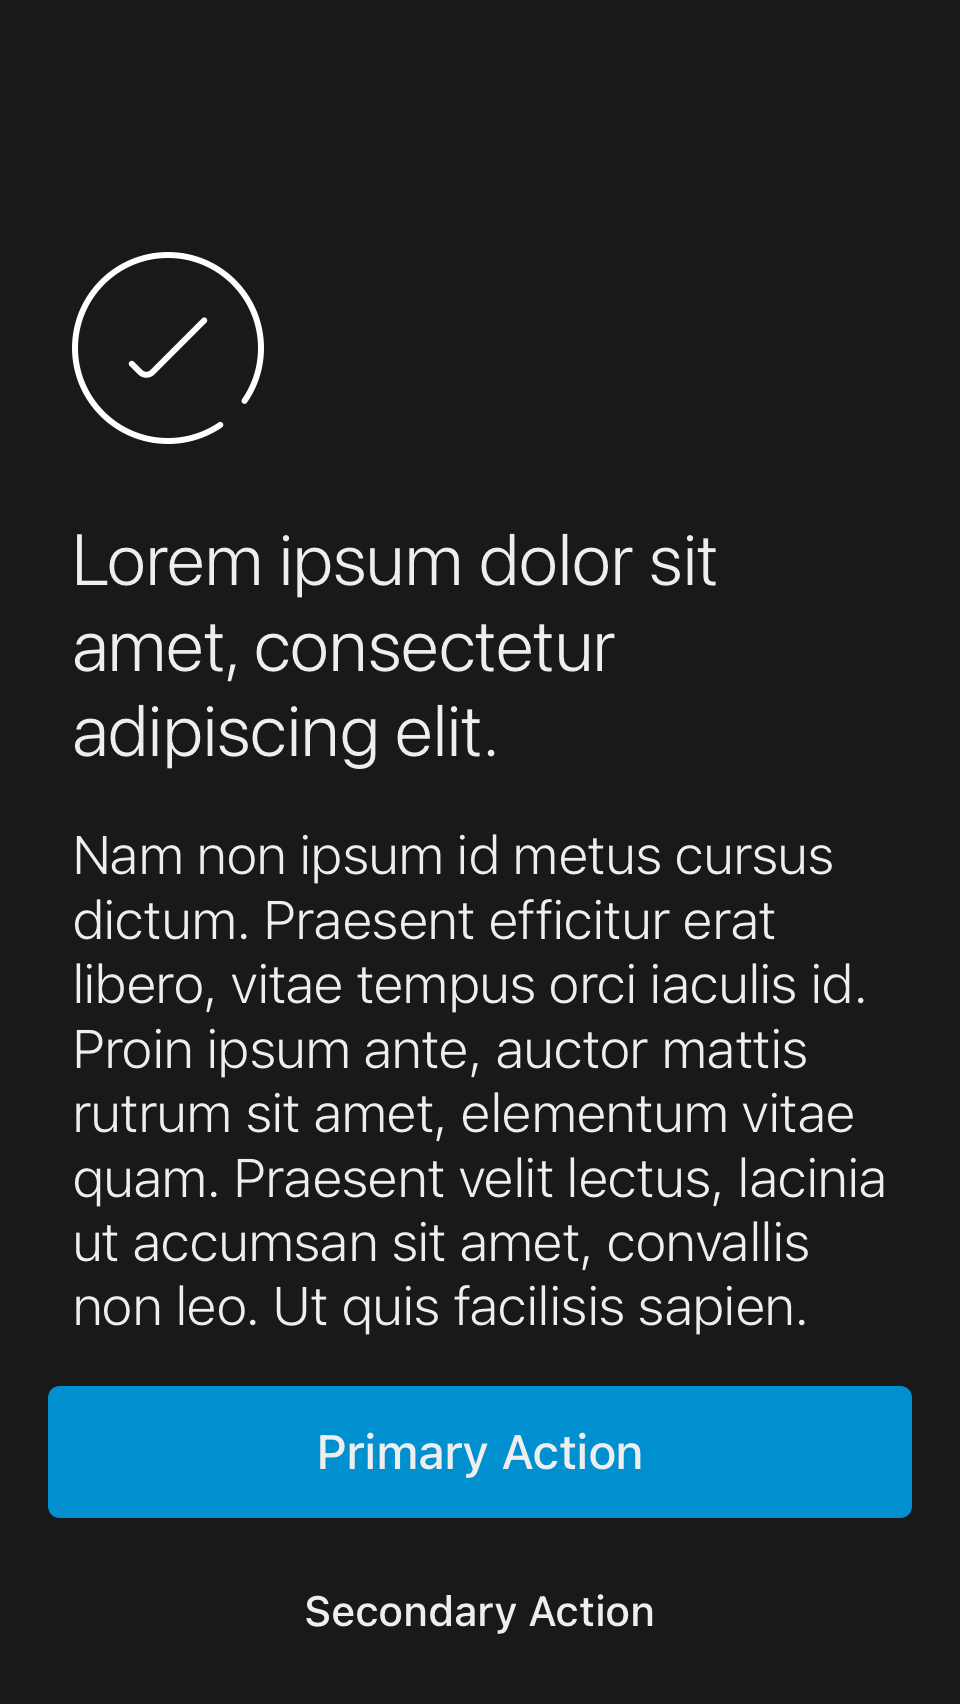 Lorem ipsum dolor sit
amet, consectetur
adipiscing elit.
Nam non ipsum id metus cursus
dictum. Praesent efficitur erat
libero, vitae tempus orci iaculis id.
Proin ipsum ante, auctor mattis
rutrum sit amet, elementum vitae
quam. Praesent velit lectus, lacinia
ut accumsan sit amet, convallis
non leo. Ut quis facilisis sapien.
Primary Action
Secondary Action